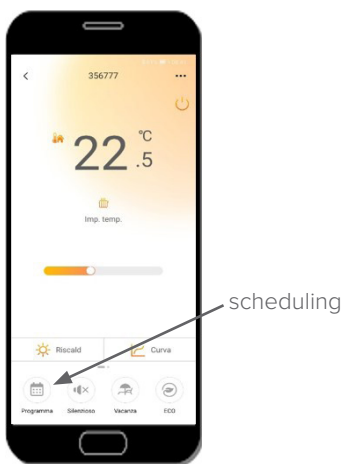 356777
22.5 °C
Imp. temp.
scheduling
Riscald
Curva
Programma
Silenzioso
Vacanza
ECO